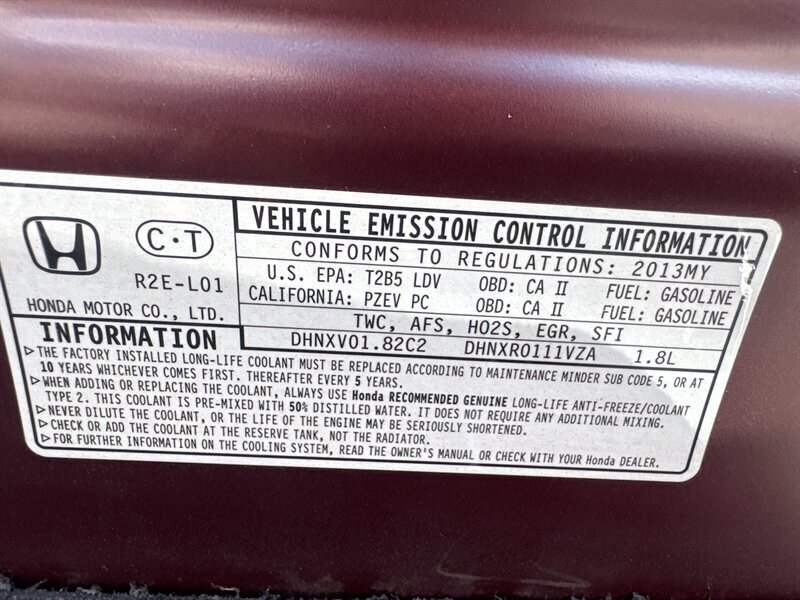 C·T
R2E-L01
HONDA MOTOR CO., LTD.
VEHICLE EMISSION CONTROL INFORMATION
CONFORMS TO REGULATIONS: 2013MY
U.S. EPA: T2B5 LDV OBD: CA II FUEL: GASOLINE
CALIFORNIA: PZEV PC OBD: CA II FUEL: GASOLINE
TWC, AFS, HO2S, EGR, SFI
DHNXV01.82C2 DHNXR0111VZA 1.8L
INFORMATION
▷THE FACTORY INSTALLED LONG-LIFE COOLANT MUST BE REPLACED ACCORDING TO MAINTENANCE MINDER SUB CODE 5, OR AT
10 YEARS WHICHEVER COMES FIRST. THEREAFTER EVERY 5 YEARS.
▷WHEN ADDING OR REPLACING THE COOLANT, ALWAYS USE Honda RECOMMENDED GENUINE LONG-LIFE ANTI-FREEZE/COOLANT
TYPE 2. THIS COOLANT IS PRE-MIXED WITH 50% DISTILLED WATER. IT DOES NOT REQUIRE ANY ADDITIONAL MIXING.
▷NEVER DILUTE THE COOLANT, OR THE LIFE OF THE ENGINE MAY BE SERIOUSLY SHORTENED.
▷CHECK OR ADD THE COOLANT AT THE RESERVE TANK, NOT THE RADIATOR.
▷FOR FURTHER INFORMATION ON THE COOLING SYSTEM, READ THE OWNER'S MANUAL OR CHECK WITH YOUR Honda DEALER.